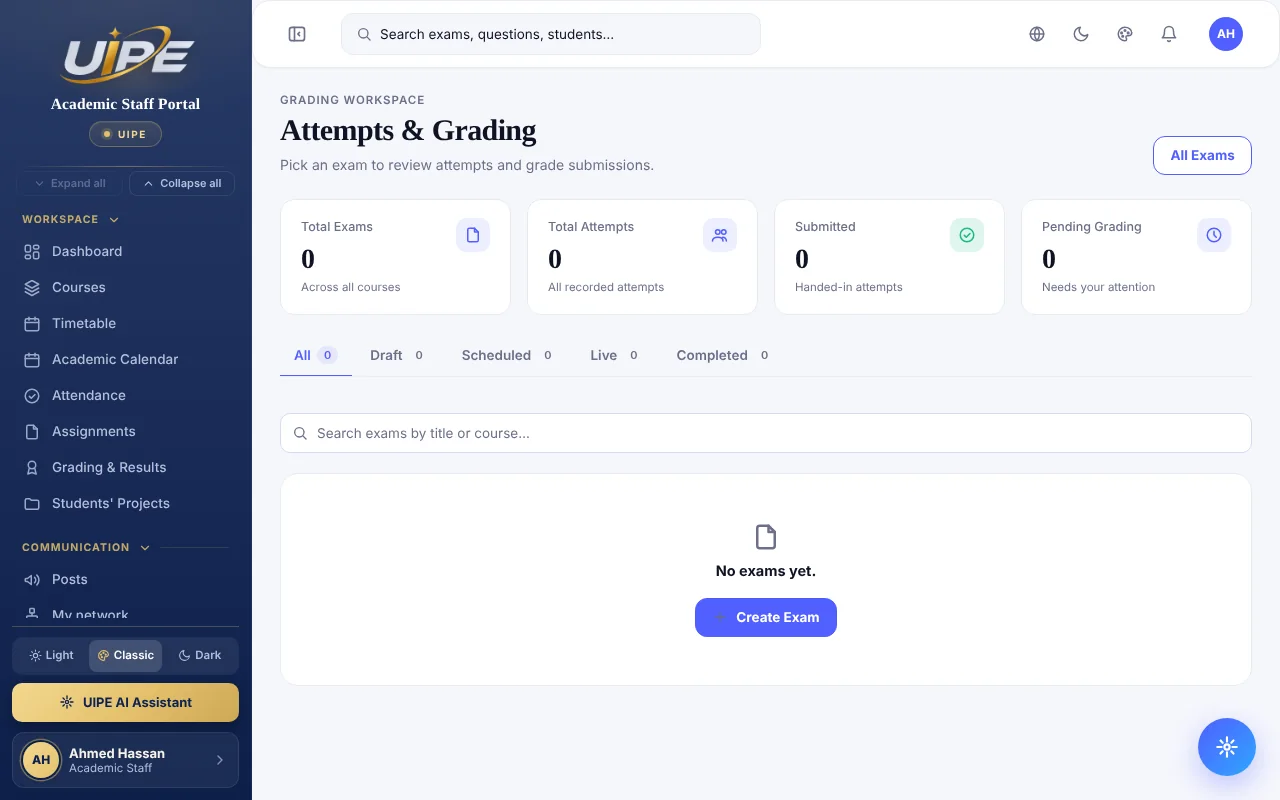 UIPE
Academic Staff Portal
UIPE
Expand all
Collapse all
WORKSPACE
Dashboard
Courses
Timetable
Academic Calendar
Attendance
Assignments
Grading & Results
Students' Projects
COMMUNICATION
Posts
My network
Light
Classic
Dark
UIPE AI Assistant
AH
Ahmed Hassan
Academic Staff
Search exams, questions, students...
AH
GRADING WORKSPACE
Attempts & Grading
Pick an exam to review attempts and grade submissions.
All Exams
Total Exams
0
Across all courses
Total Attempts
0
All recorded attempts
Submitted
0
Handed-in attempts
Pending Grading
0
Needs your attention
All 0
Draft 0
Scheduled 0
Live 0
Completed 0
Search exams by title or course...
No exams yet.
Create Exam